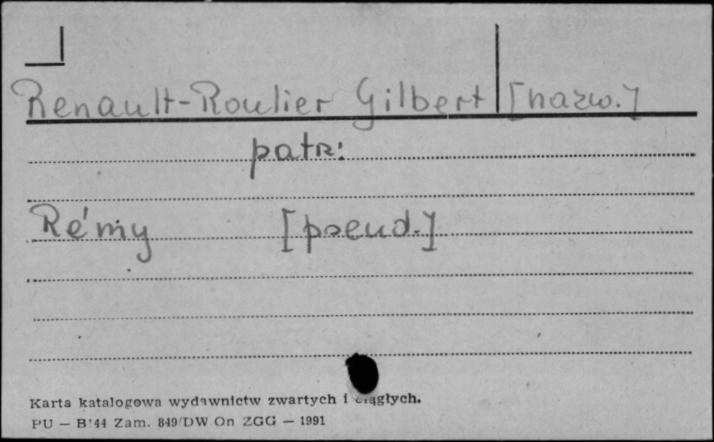 Renault-Roulier Gilbert [nazw.]
patrz:
Rémy [pseud.]
Karta katalogowa wydawnictw zwartych i ciągłych.
PU — B'44 Zam. 849/DW On ZGG — 1991